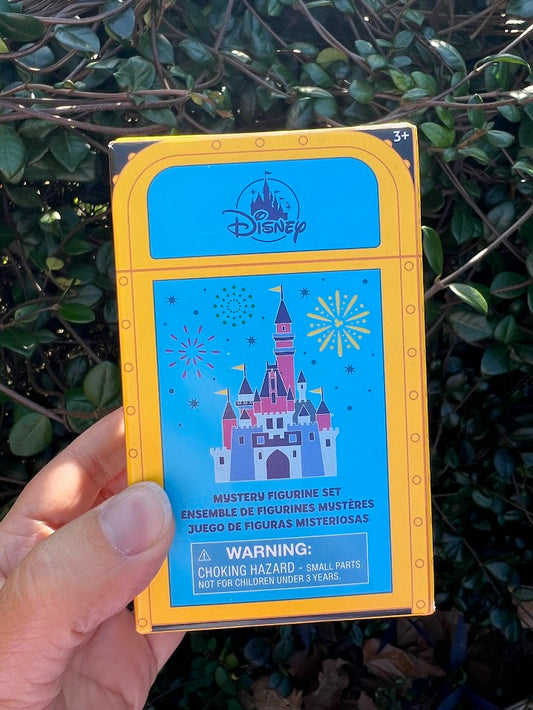 3+
Disney
MYSTERY FIGURINE SET
ENSEMBLE DE FIGURINES MYSTÈRES
JUEGO DE FIGURAS MISTERIOSAS
WARNING:
CHOKING HAZARD - SMALL PARTS
NOT FOR CHILDREN UNDER 3 YEARS.